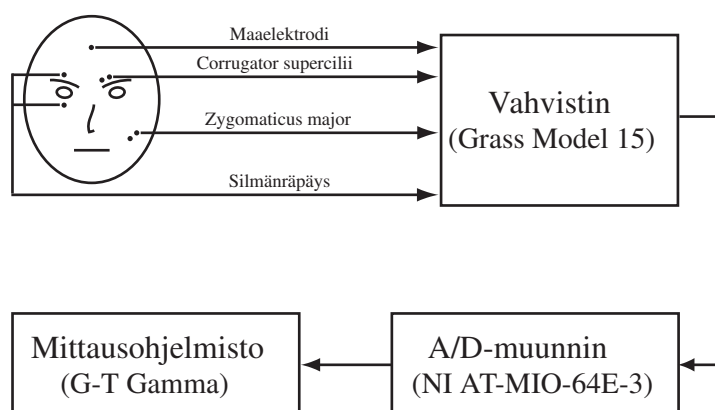 Maaelektrodi
Corrugator supercilii
Zygomaticus major
Silmänräpäys
Vahvistin
(Grass Model 15)
Mittausohjelmisto
(G-T Gamma)
A/D-muunnin
(NI AT-MIO-64E-3)